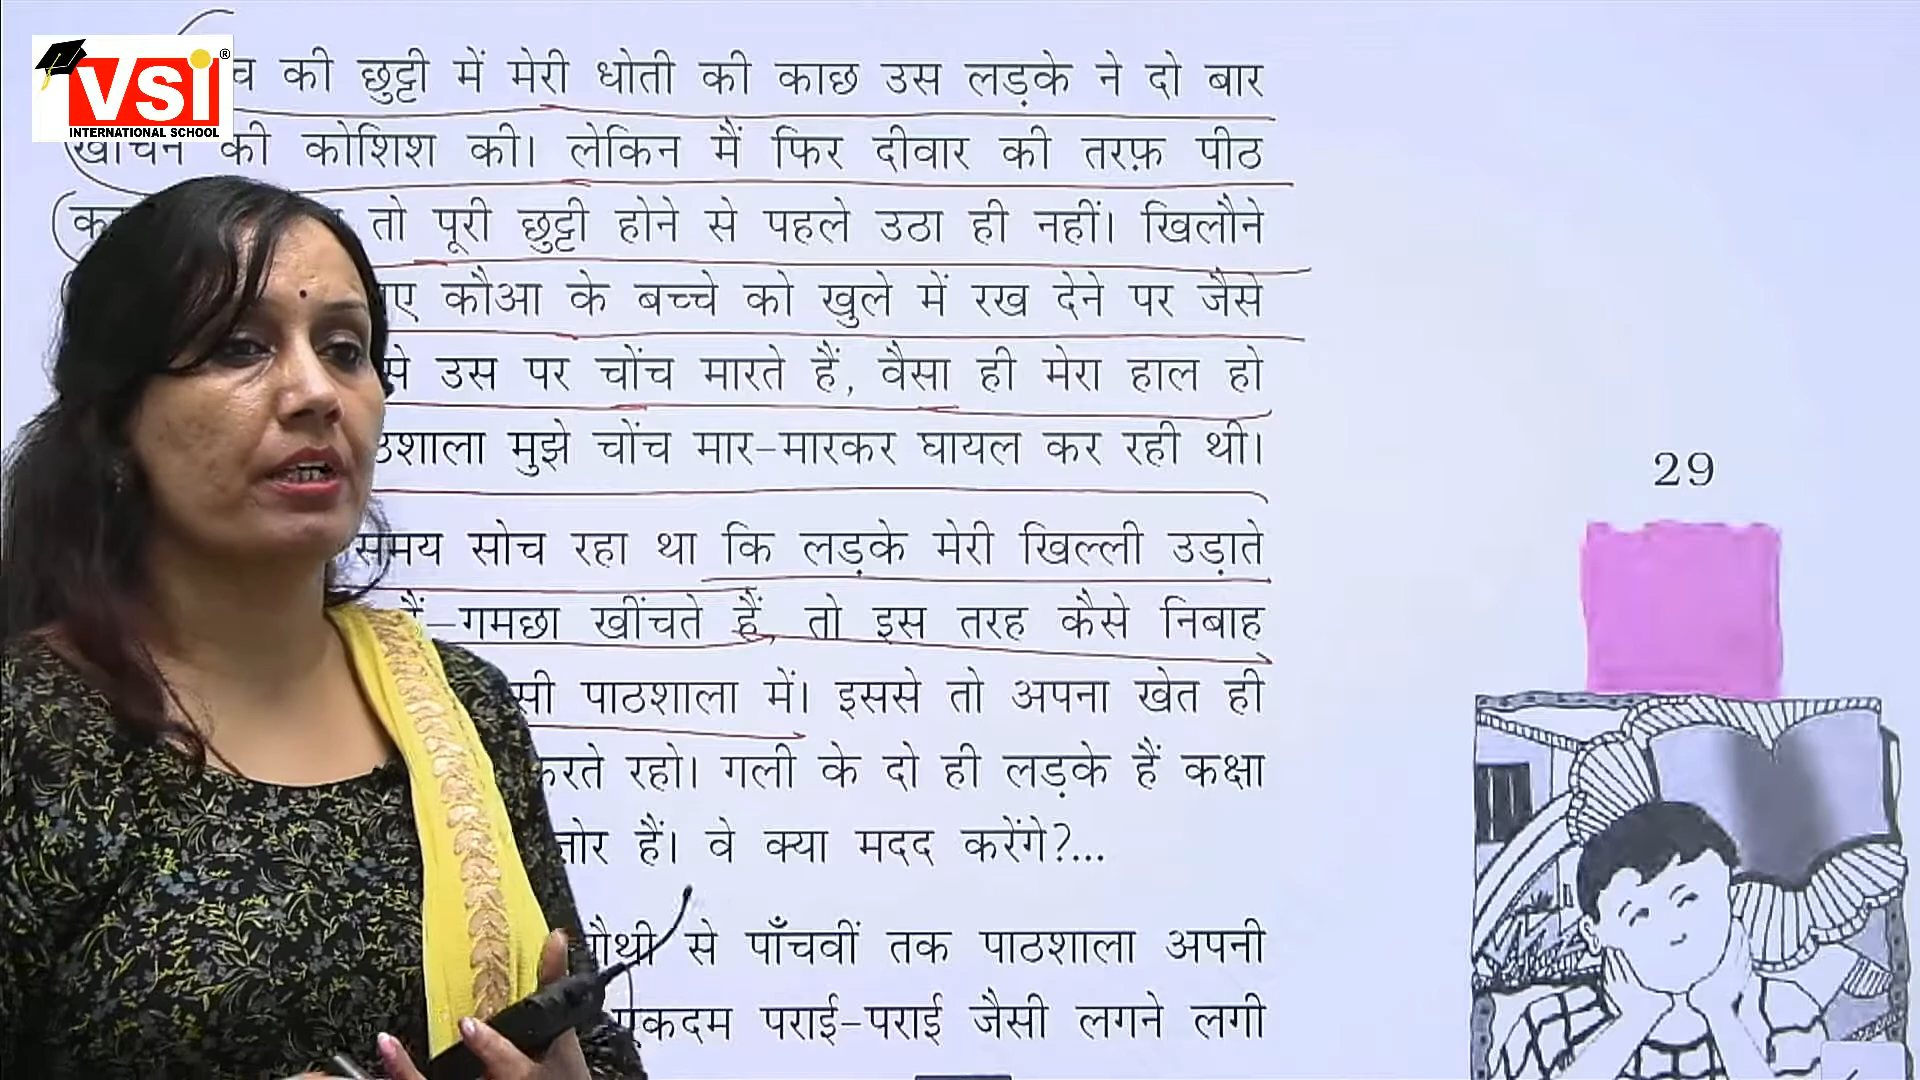 VSI
®
INTERNATIONAL SCHOOL
की छुट्टी में मेरी धोती की काछ उस लड़के ने दो बार
की कोशिश की। लेकिन मैं फिर दीवार की तरफ़ पीठ
तो पूरी छुट्टी होने से पहले उठा ही नहीं। खिलौने
कौआ के बच्चे को खुले में रख देने पर जैसे
उस पर चोंच मारते हैं, वैसा ही मेरा हाल हो
मुझे चोंच मार-मारकर घायल कर रही थी।
समय सोच रहा था कि लड़के मेरी खिल्ली उड़ाते
हैं-गमछा खींचते हैं, तो इस तरह कैसे निबाह
पाठशाला में। इससे तो अपना खेत ही
करते रहो। गली के दो ही लड़के हैं कक्षा
हैं। वे क्या मदद करेंगे?...
से पाँचवीं तक पाठशाला अपनी
एकदम पराई-पराई जैसी लगने लगी
29